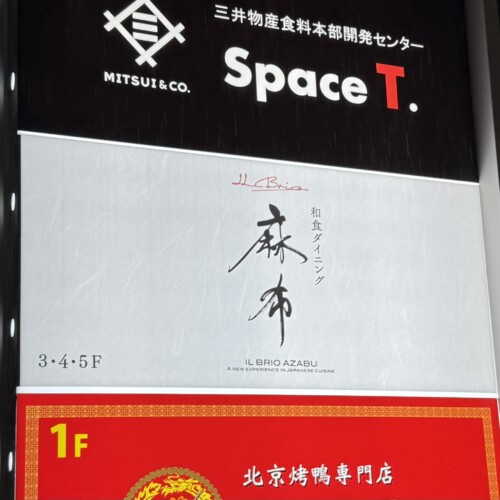 三井物産食料本部開発センター
MITSUI & CO.
Space T.
IL Brio
和食ダイニング
麻布
3・4・5F
IL BRIO AZABU
A NEW EXPERIENCE IN JAPANESE CUISINE
1F
北京烤鴨専門店